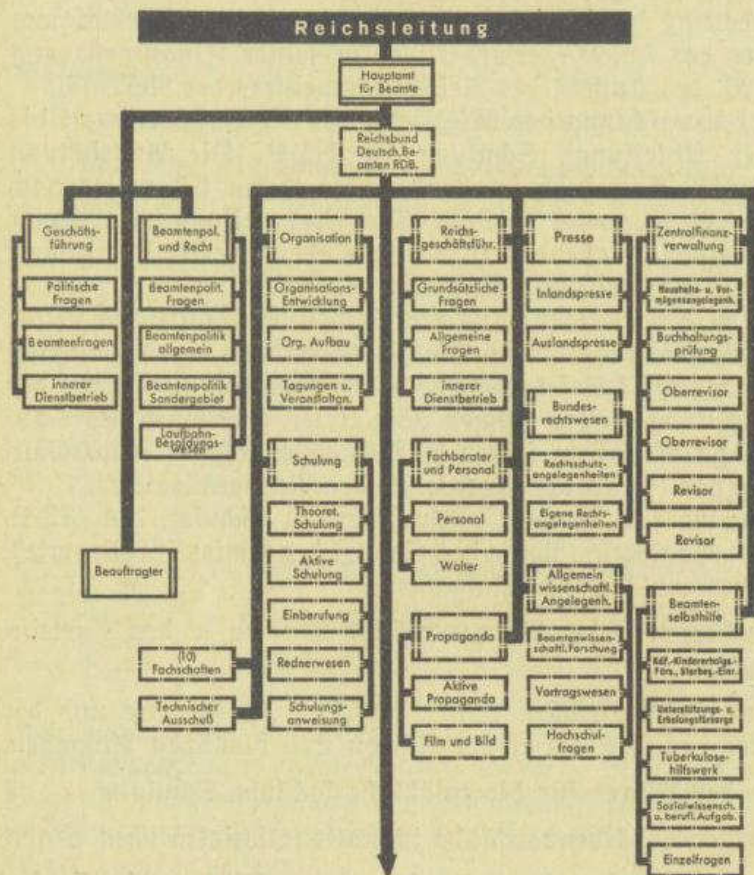 Reichsleitung
Hauptamt
für Beamte
Reichsbund
Deutsch. Be-
amten RDB.
Geschäfts-
führung
Politische
Fragen
Beamtenfragen
innerer
Dienstbetrieb
Beamtenpol.
und Recht
Beamtenpolit.
Fragen
Beamtenpolitik
allgemein
Beamtenpolitik
Sondergebiet
Laufbahn-
Besoldungs-
wesen
Beauftragter
Organisation
Organisations-
Entwicklung
Org. Aufbau
Tagungen u.
Veranstaltgn.
Schulung
Theoret.
Schulung
Aktive
Schulung
Einberufung
Rednerwesen
Schulungs-
anweisung
(10)
Fachschaften
Technischer
Ausschuß
Reichs-
geschäftsführ.
Grundsätzliche
Fragen
Allgemeine
Fragen
innerer
Dienstbetrieb
Fachberater
und Personal
Personal
Walter
Propaganda
Aktive
Propaganda
Film und Bild
Presse
Inlandspresse
Auslandspresse
Bundes-
rechtswesen
Rechtsschutz-
angelegenheiten
Eigene Rechts-
angelegenheiten
Allgemein
wissenschaftl.
Angelegenh.
Beamtenwissen-
schaftl. Forschung
Vortragswesen
Hochschul-
fragen
Zentralfinanz-
verwaltung
Haushalts- u. Ver-
mögensangelegenh.
Buchhaltungs-
prüfung
Oberrevisor
Oberrevisor
Revisor
Revisor
Beamten-
selbsthilfe
Unterstützungs- u.
Erholungsfürsorge
Tuberkulose-
hilfswerk
Sozialwissensch.
u. berufl. Aufgab.
Einzelfragen